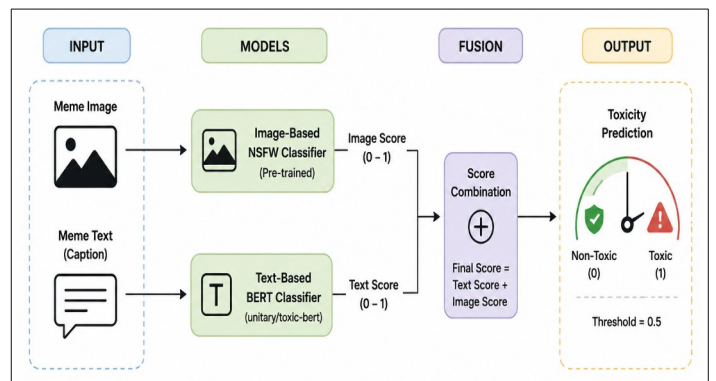 INPUT
MODELS
FUSION
OUTPUT
Meme Image
Image-Based
NSFW Classifier
(Pre-trained)
Image Score
(0 – 1)
Meme Text
(Caption)
T
Text-Based
BERT Classifier
(unitary/toxic-bert)
Text Score
(0 – 1)
Score
Combination
+
Final Score =
Text Score +
Image Score
Toxicity
Prediction
!
Non-Toxic
(0)
Toxic
(1)
Threshold = 0.5